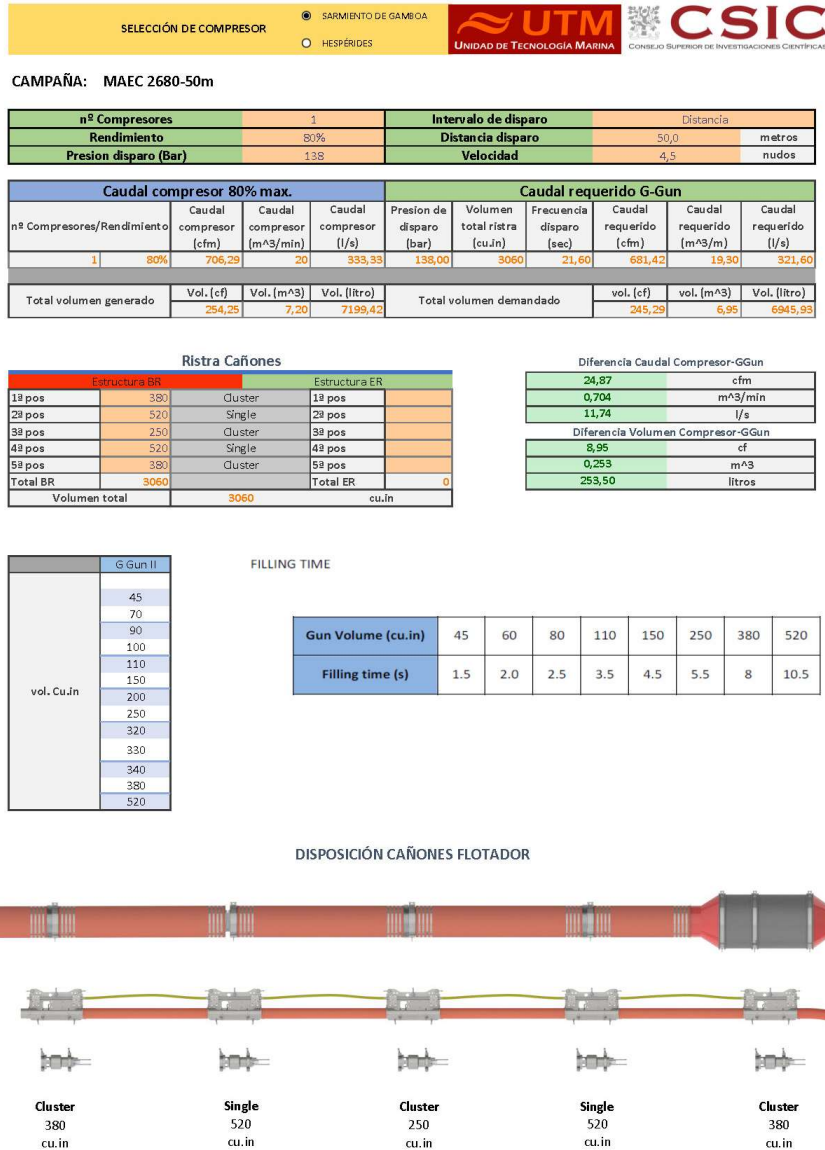 SELECCIÓN DE COMPRESOR
SARMIENTO DE GAMBOA
HESPÉRIDES
UTM
UNIDAD DE TECNOLOGÍA MARINA
CSIC
CONSEJO SUPERIOR DE INVESTIGACIONES CIENTÍFICAS
CAMPAÑA: MAEC 2680-50m
nº Compresores 1 Intervalo de disparo Distancia
Rendimiento 80% Distancia disparo 50,0 metros
Presion disparo (Bar) 138 Velocidad 4,5 nudos
Caudal compresor 80% max. Caudal requerido G-Gun
nº Compresores/Rendimiento Caudal compresor (cfm) Caudal compresor (m^3/min) Caudal compresor (l/s) Presion de disparo (bar) Volumen total ristra (cu.in) Frecuencia disparo (sec) Caudal requerido (cfm) Caudal requerido (m^3/m) Caudal requerido (l/s)
1 80% 706,29 20 333,33 138,00 3060 21,60 681,42 19,30 321,60
Total volumen generado Vol. (cf) Vol. (m^3) Vol. (litro) Total volumen demandado vol. (cf) vol. (m^3) Vol. (litro)
254,25 7,20 7199,42 245,29 6,95 6945,93
Ristra Cañones
Estructura BR Estructura ER
1ª pos 380 Cluster 1ª pos
2ª pos 520 Single 2ª pos
3ª pos 250 Cluster 3ª pos
4ª pos 520 Single 4ª pos
5ª pos 380 Cluster 5ª pos
Total BR 3060 Total ER 0
Volumen total 3060 cu.in
Diferencia Caudal Compresor-GGun
24,87 cfm
0,704 m^3/min
11,74 l/s
Diferencia Volumen Compresor-GGun
8,95 cf
0,253 m^3
253,50 litros
G Gun II
vol. Cu.in
45
70
90
100
110
150
200
250
320
330
340
380
520
FILLING TIME
Gun Volume (cu.in) 45 60 80 110 150 250 380 520
Filling time (s) 1.5 2.0 2.5 3.5 4.5 5.5 8 10.5
DISPOSICIÓN CAÑONES FLOTADOR
Cluster Single Cluster Single Cluster
380 520 250 520 380
cu.in cu.in cu.in cu.in cu.in